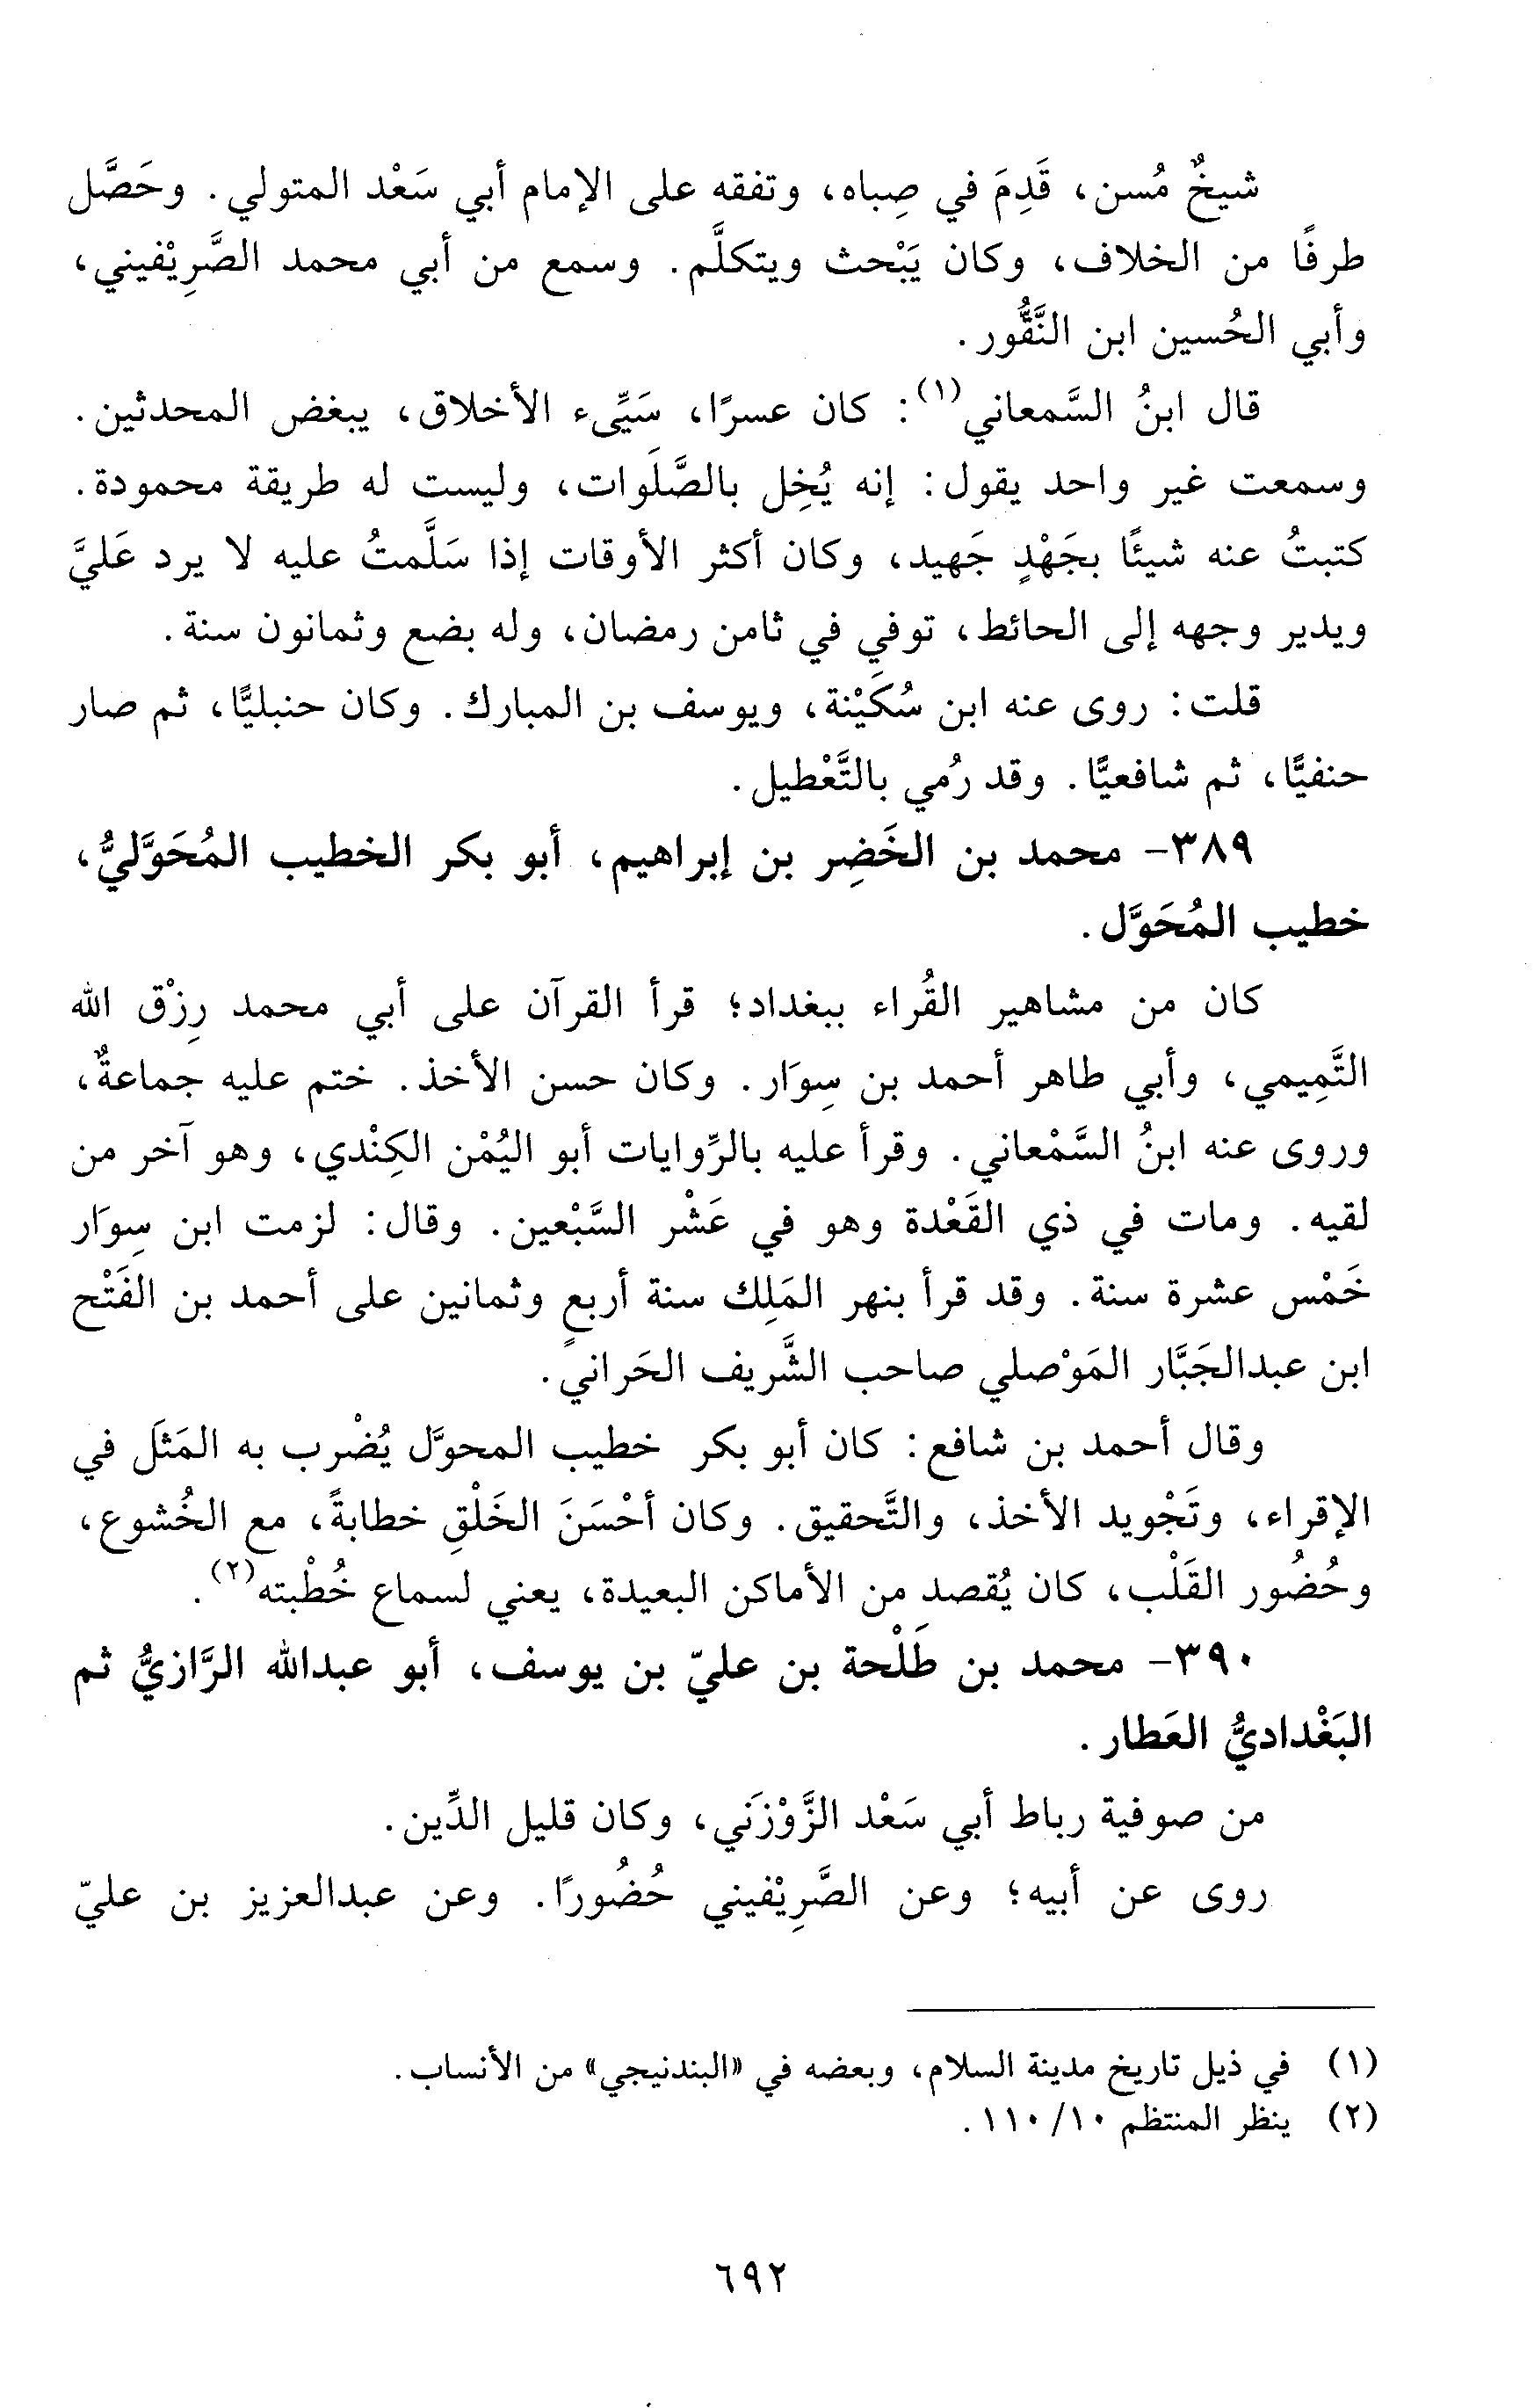 شيخٌ مُسن، قَدِمَ في صِباه، وتفقه على الإمام أبي سَعْد المتولي. وحَصَّل
طرفًا من الخلاف، وكان يَبْحث ويتكلَّم. وسمع من أبي محمد الصَّرِيْفيني،
وأبي الحُسين ابن النَّقُّور.
قال ابنُ السَّمعاني(١): كان عسرًا، سَيِّىء الأخلاق، يبغض المحدثين.
وسمعت غير واحد يقول: إنه يُخِل بالصَّلَوات، وليست له طريقة محمودة.
كتبتُ عنه شيئًا بجَهْدٍ جَهيد، وكان أكثر الأوقات إذا سَلَّمتُ عليه لا يرد عَليَّ
ويدير وجهه إلى الحائط، توفي في ثامن رمضان، وله بضع وثمانون سنة.
قلت: روى عنه ابن سُكَيْنة، ويوسف بن المبارك. وكان حنبليًّا، ثم صار
حنفيًّا، ثم شافعيًّا. وقد رُمي بالتَّعْطيل.
٣٨٩- محمد بن الخَضِر بن إبراهيم، أبو بكر الخطيب المُحَوَّليُّ،
خطيب المُحَوَّل.
كان من مشاهير القُراء ببغداد؛ قرأ القرآن على أبي محمد رِزْق الله
التَّمِيمي، وأبي طاهر أحمد بن سِوَار. وكان حسن الأخذ. ختم عليه جماعةٌ،
وروى عنه ابنُ السَّمْعاني. وقرأ عليه بالرِّوايات أبو اليُمْن الكِنْدي، وهو آخر من
لقيه. ومات في ذي القَعْدة وهو في عَشْر السَّبْعين. وقال: لزمت ابن سِوَار
خَمْس عشرة سنة. وقد قرأ بنهر المَلِك سنة أربعٍ وثمانين على أحمد بن الفَتْح
ابن عبدالجَبَّار المَوْصلي صاحب الشَّريف الحَراني.
وقال أحمد بن شافع: كان أبو بكر خطيب المحوَّل يُضْرب به المَثَل في
الإقراء، وتَجْويد الأخذ، والتَّحقيق. وكان أحْسَنَ الخَلْقِ خطابةً، مع الخُشوع،
وحُضُور القَلْب، كان يُقصد من الأماكن البعيدة، يعني لسماع خُطْبته(٢).
٣٩٠- محمد بن طَلْحة بن عليّ بن يوسف، أبو عبدالله الرَّازيُّ ثم
البَغْداديُّ العَطار.
من صوفية رباط أبي سَعْد الزَّوْزَني، وكان قليل الدِّين.
روى عن أبيه؛ وعن الصَّرِيْفيني حُضُورًا. وعن عبدالعزيز بن عليّ
(١) في ذيل تاريخ مدينة السلام، وبعضه في «البندنيجي» من الأنساب.
(٢) ينظر المنتظم ١٠/ ١١٠.
٦٩٢